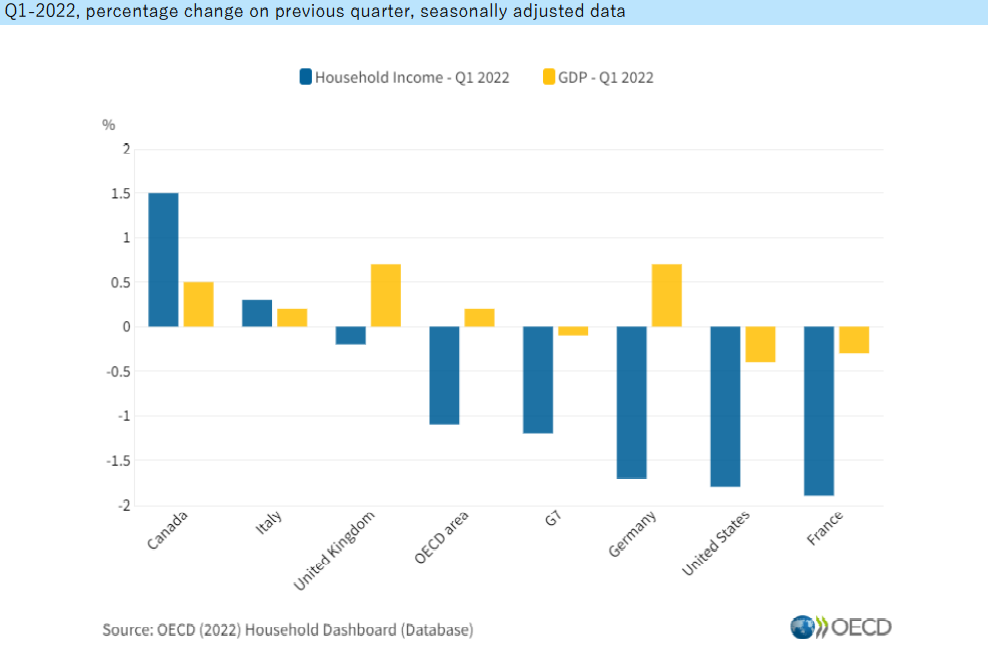 Q1-2022, percentage change on previous quarter, seasonally adjusted data
Household Income - Q1 2022 GDP - Q1 2022
%
2
1.5
1
0.5
0
-0.5
-1
-1.5
-2
Canada Italy United Kingdom OECD area G7 Germany United States France
Source: OECD (2022) Household Dashboard (Database)
OECD